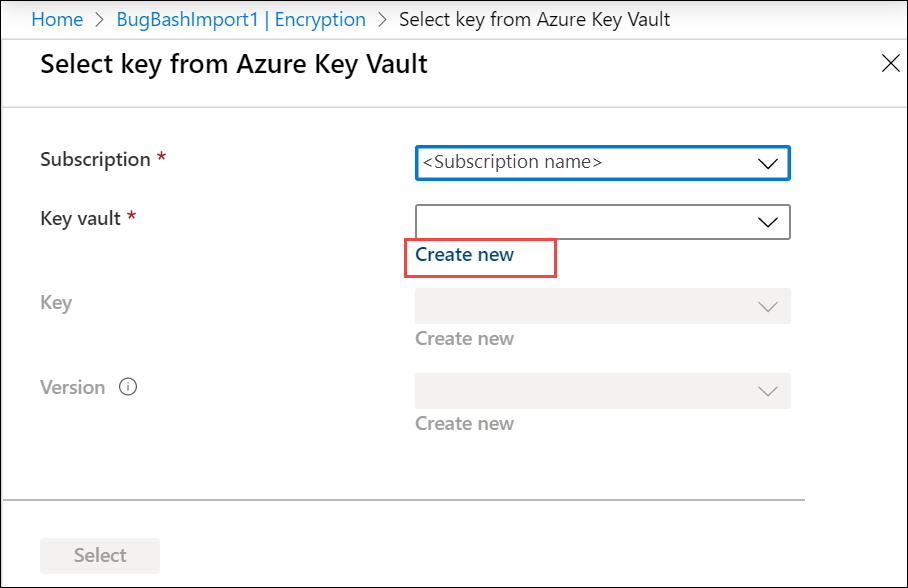 Home > BugBashImport1 | Encryption > Select key from Azure Key Vault
Select key from Azure Key Vault
Subscription *
<Subscription name>
Key vault *
Create new
Key
Create new
Version
Create new
Select